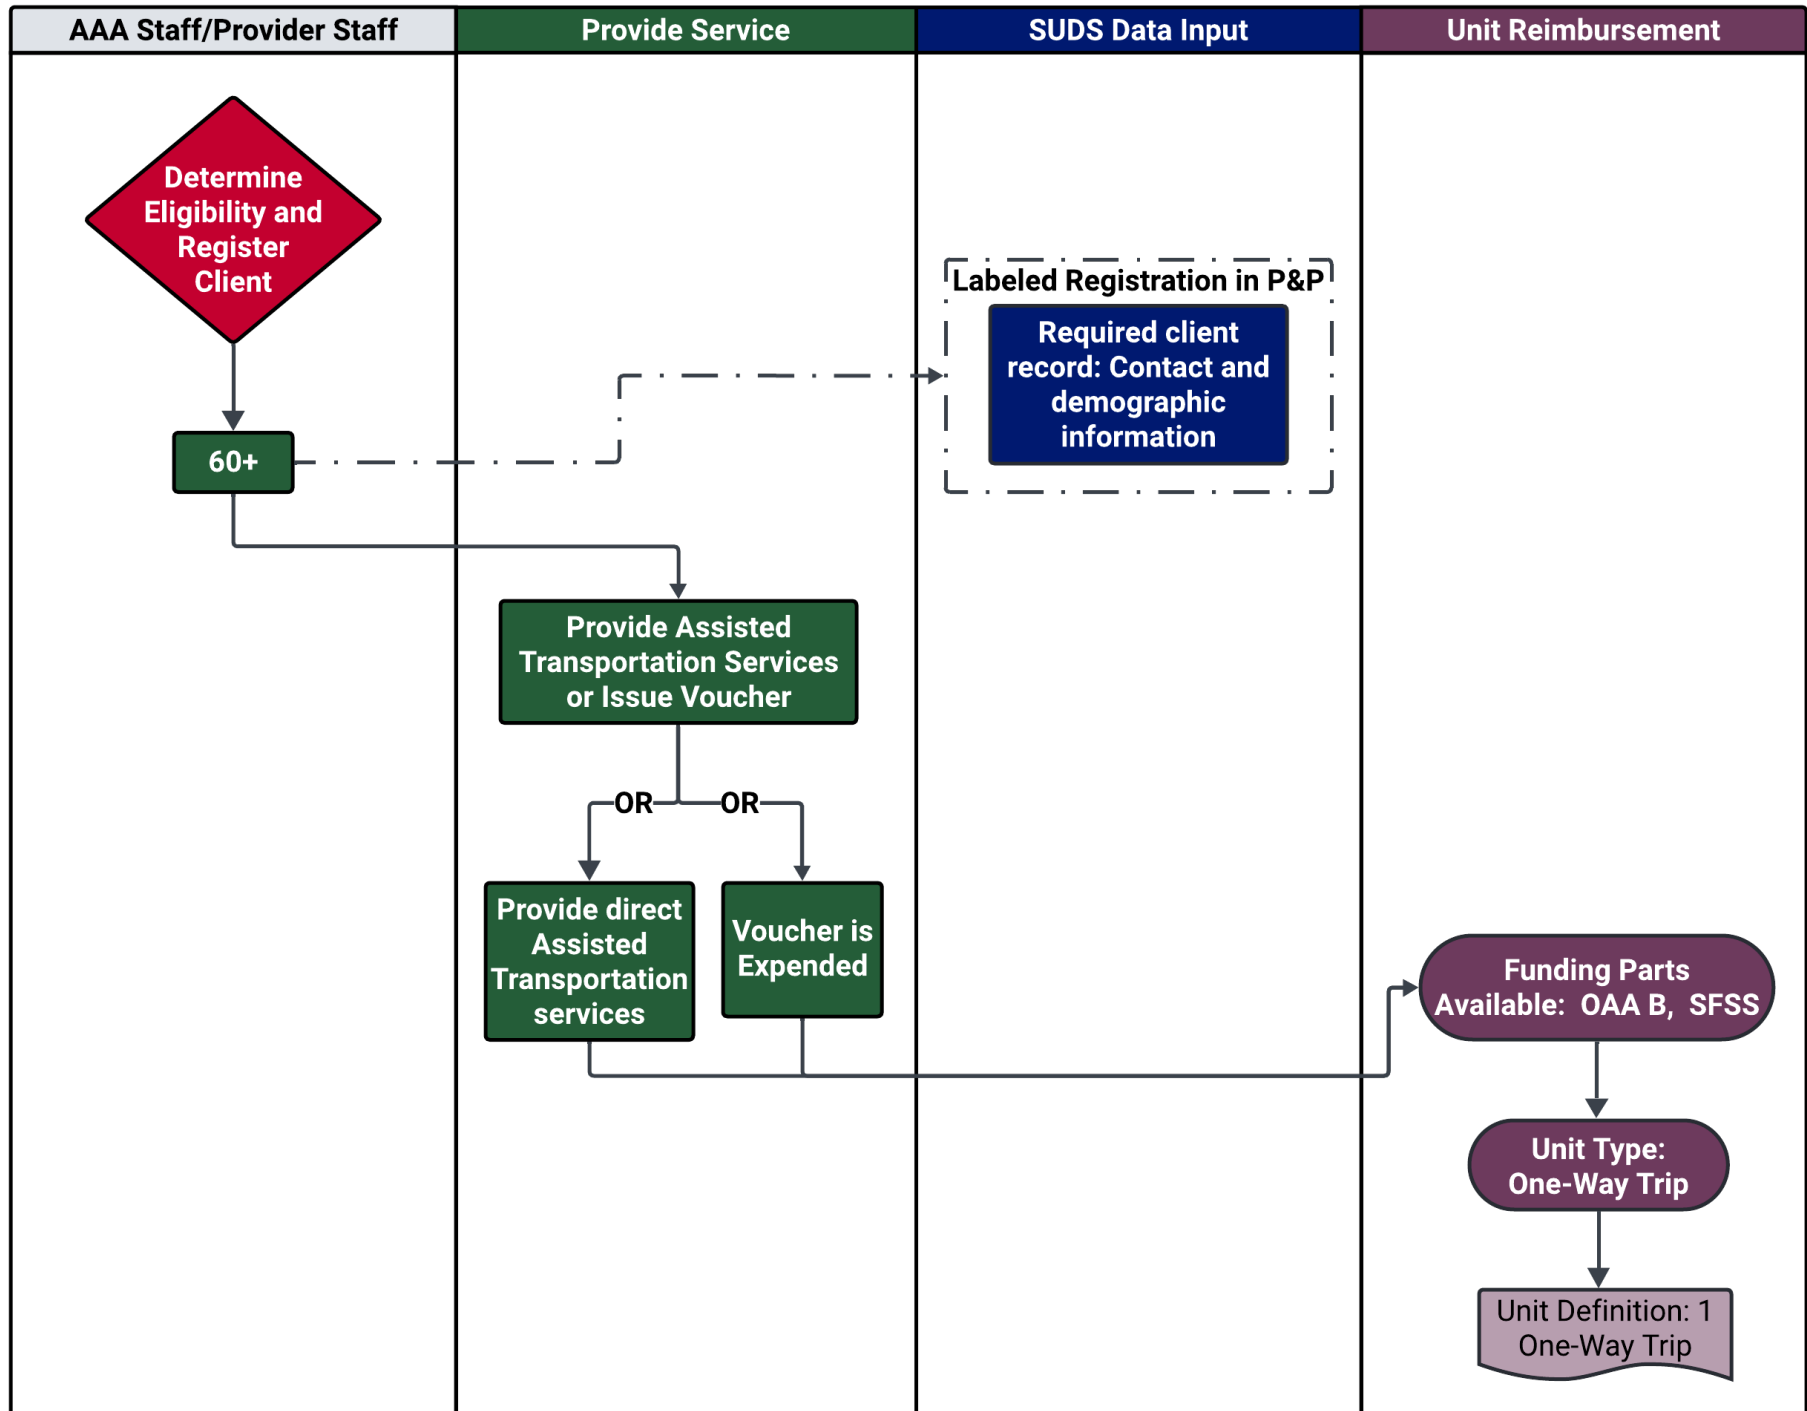 AAA Staff/Provider Staff
Provide Service
SUDS Data Input
Unit Reimbursement
Determine
Eligibility and
Register
Client
60+
Labeled Registration in P&P
Required client
record: Contact and
demographic
information
Provide Assisted
Transportation Services
or Issue Voucher
OR
OR
Provide direct
Assisted
Transportation
services
Voucher is
Expended
Funding Parts
Available: OAA B, SFSS
Unit Type:
One-Way Trip
Unit Definition: 1
One-Way Trip